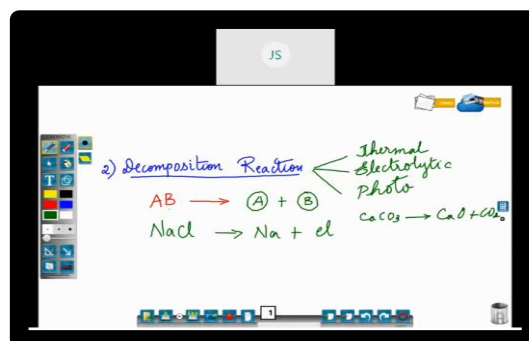 JS
2) Decomposition Reaction
Thermal
Electrolytic
Photo
AB → A + B
CaCO3 → CaO + CO2
NaCl → Na + cl
1